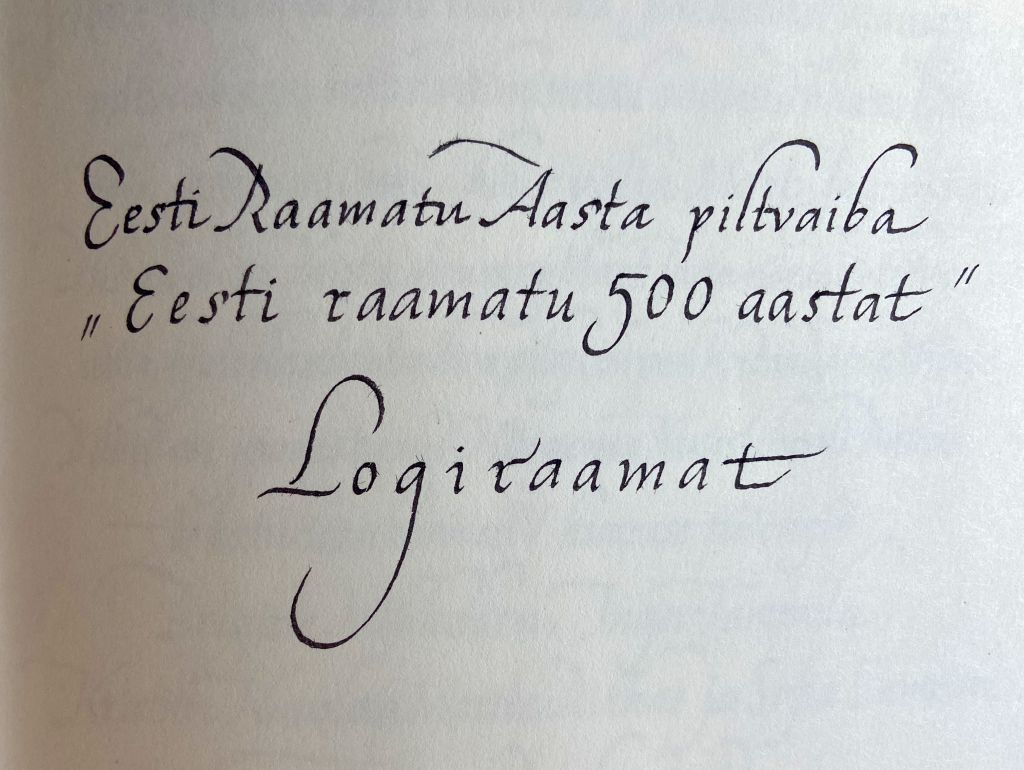 Eesti Raamatu Aasta piltvaiba
„Eesti raamatu 500 aastat"
Logiraamat